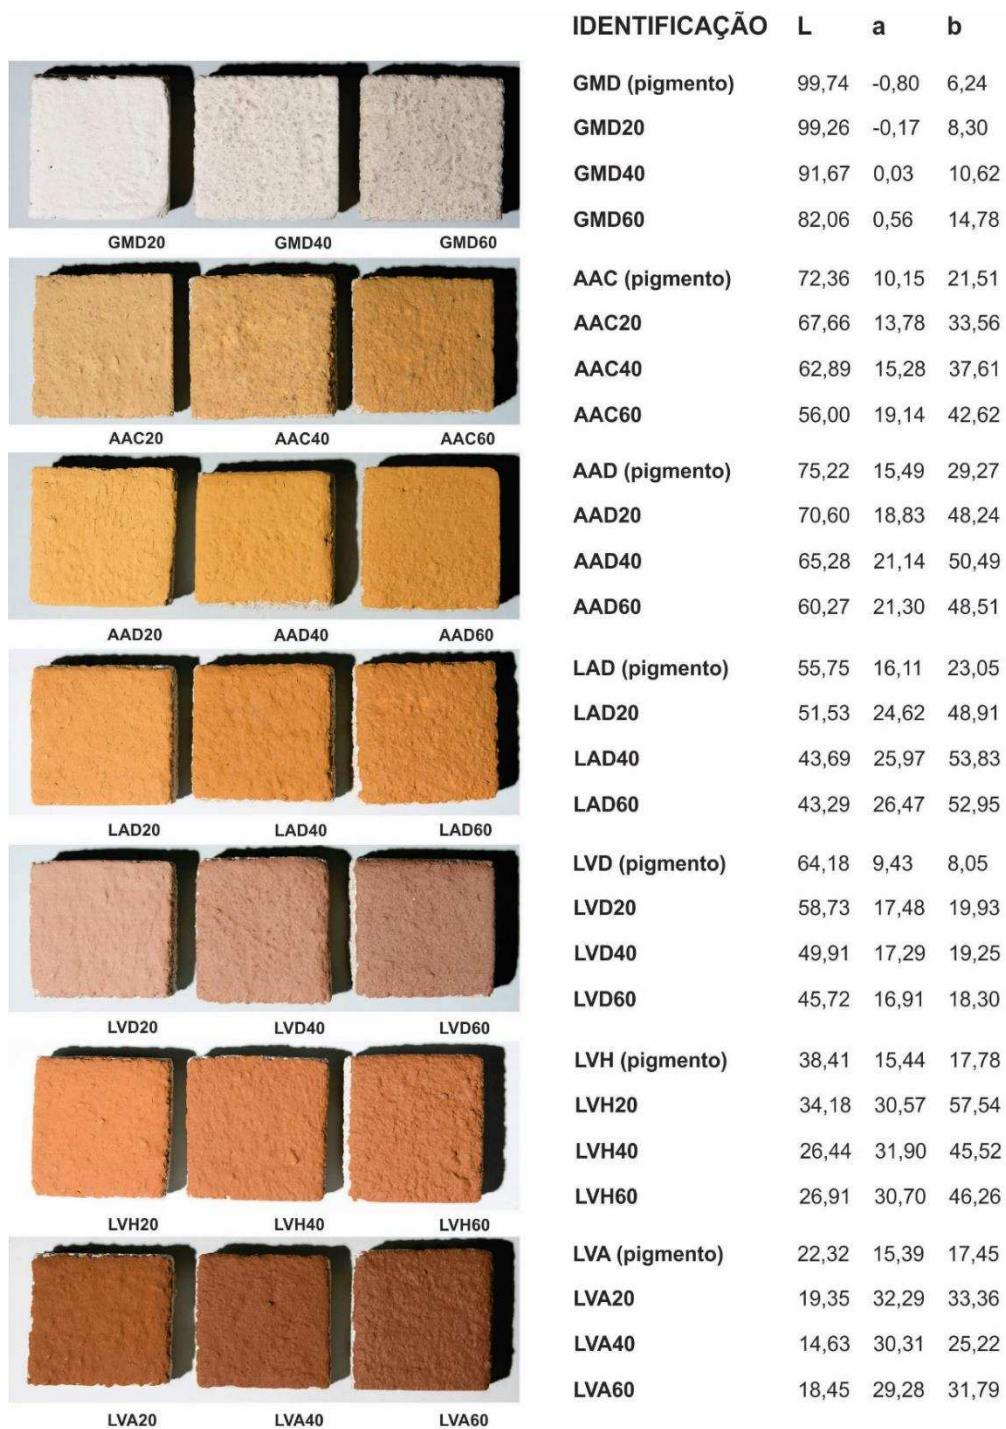 IDENTIFICAÇÃO L a b
GMD (pigmento) 99,74 -0,80 6,24
GMD20 99,26 -0,17 8,30
GMD40 91,67 0,03 10,62
GMD60 82,06 0,56 14,78
GMD20 GMD40 GMD60
AAC (pigmento) 72,36 10,15 21,51
AAC20 67,66 13,78 33,56
AAC40 62,89 15,28 37,61
AAC60 56,00 19,14 42,62
AAC20 AAC40 AAC60
AAD (pigmento) 75,22 15,49 29,27
AAD20 70,60 18,83 48,24
AAD40 65,28 21,14 50,49
AAD60 60,27 21,30 48,51
AAD20 AAD40 AAD60
LAD (pigmento) 55,75 16,11 23,05
LAD20 51,53 24,62 48,91
LAD40 43,69 25,97 53,83
LAD60 43,29 26,47 52,95
LAD20 LAD40 LAD60
LVD (pigmento) 64,18 9,43 8,05
LVD20 58,73 17,48 19,93
LVD40 49,91 17,29 19,25
LVD60 45,72 16,91 18,30
LVD20 LVD40 LVD60
LVH (pigmento) 38,41 15,44 17,78
LVH20 34,18 30,57 57,54
LVH40 26,44 31,90 45,52
LVH60 26,91 30,70 46,26
LVH20 LVH40 LVH60
LVA (pigmento) 22,32 15,39 17,45
LVA20 19,35 32,29 33,36
LVA40 14,63 30,31 25,22
LVA60 18,45 29,28 31,79
LVA20 LVA40 LVA60